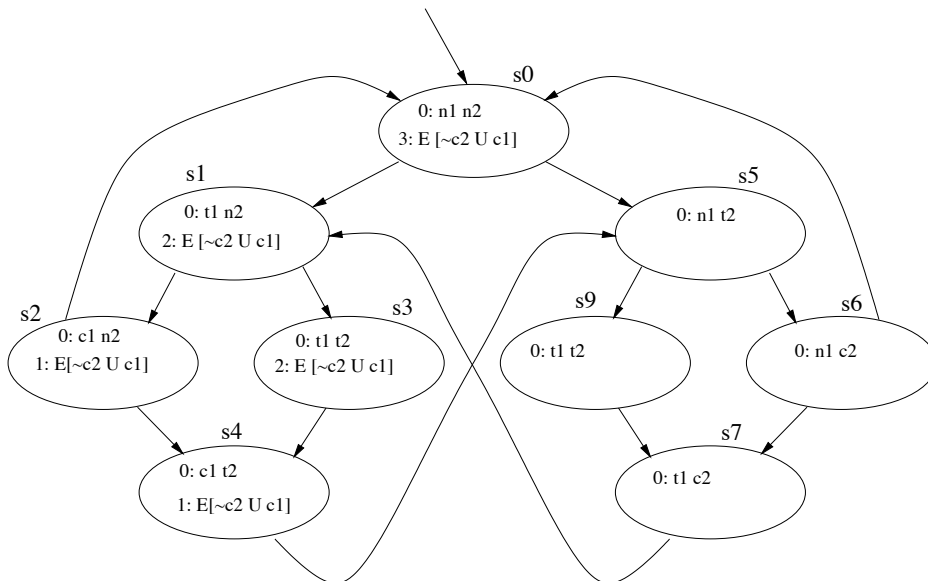 s0
0: n1 n2
3: E [~c2 U c1]
s1
0: t1 n2
2: E [~c2 U c1]
s5
0: n1 t2
s2
0: c1 n2
1: E[~c2 U c1]
s3
0: t1 t2
2: E [~c2 U c1]
s9
0: t1 t2
s6
0: n1 c2
s4
0: c1 t2
1: E[~c2 U c1]
s7
0: t1 c2